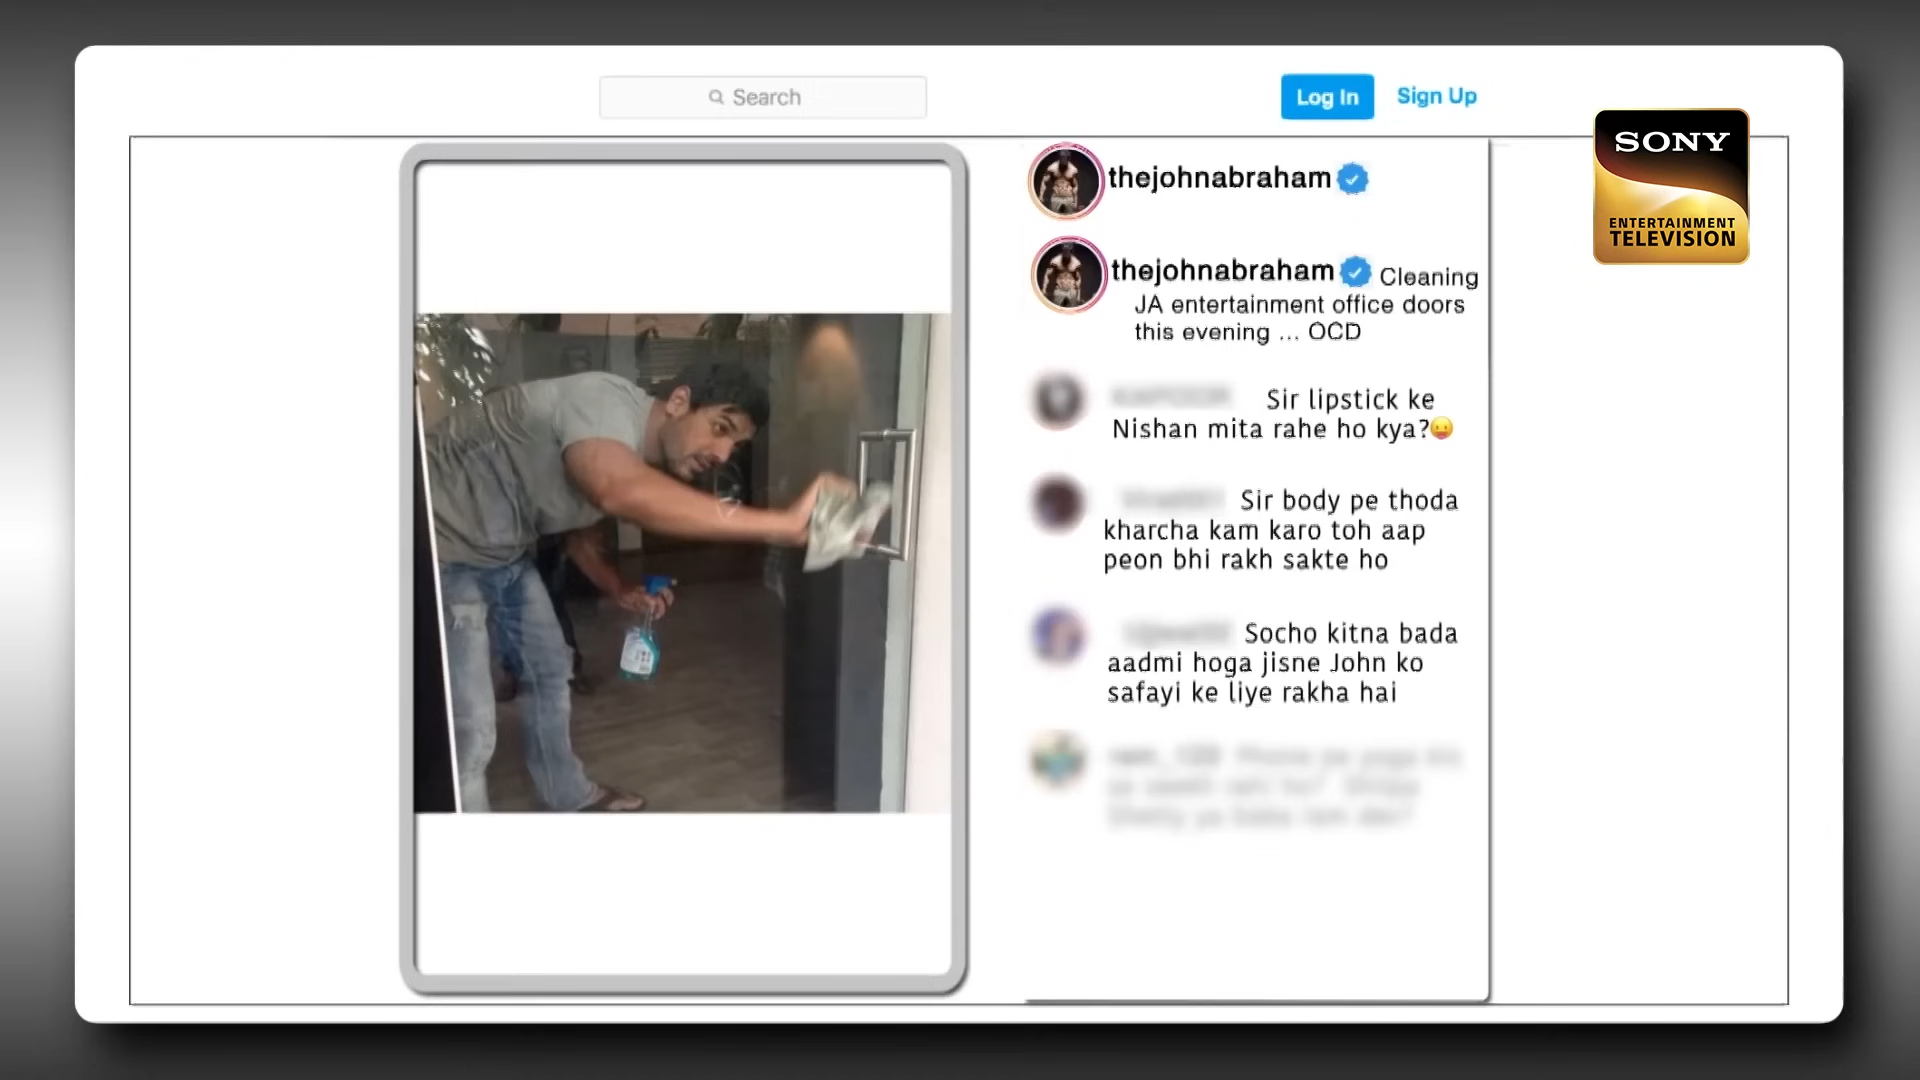 Search
Log In
Sign Up
SONY
ENTERTAINMENT
TELEVISION
thejohnabraham
thejohnabraham Cleaning
JA entertainment office doors
this evening ... OCD
Sir lipstick ke
Nishan mita rahe ho kya?😛
Sir body pe thoda
kharcha kam karo toh aap
peon bhi rakh sakte ho
Socho kitna bada
aadmi hoga jisne John ko
safayi ke liye rakha hai